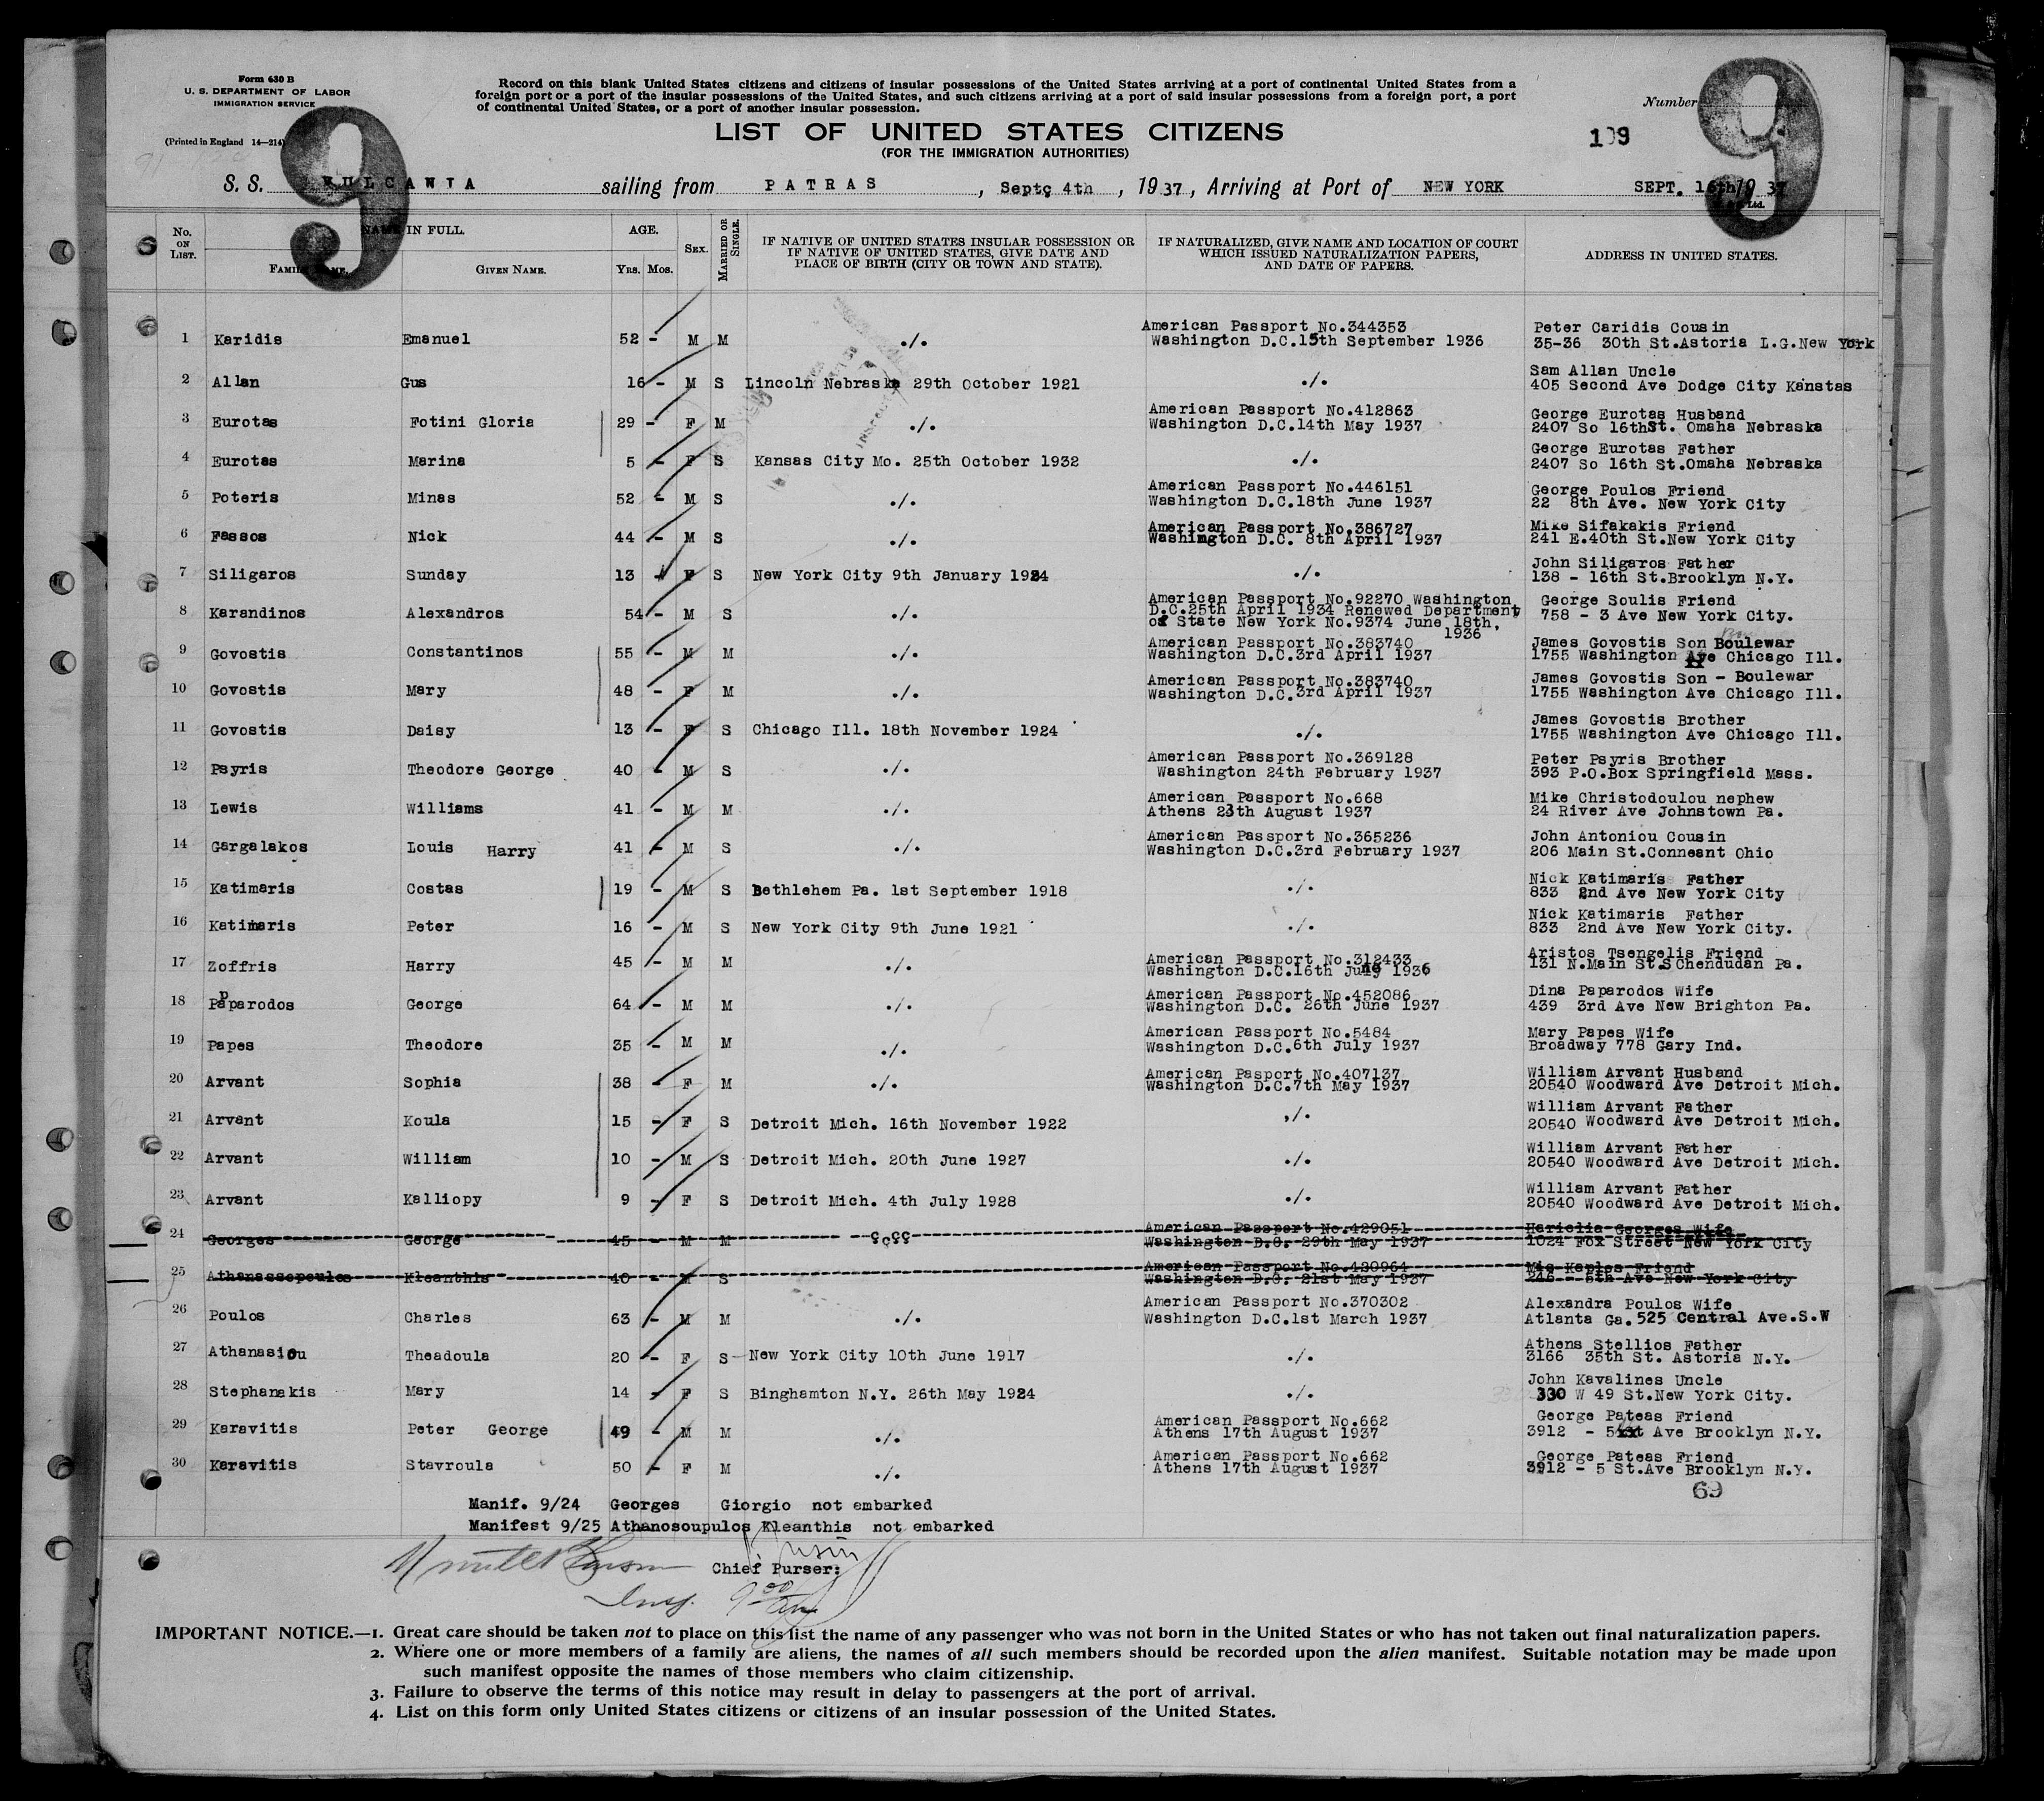 Form 630 B
U. S. DEPARTMENT OF LABOR
IMMIGRATION SERVICE
(Printed in England 14—214)
Record on this blank United States citizens and citizens of insular possessions of the United States arriving at a port of continental United States from a
foreign port or a port of the insular possessions of the United States, and such citizens arriving at a port of said insular possessions from a foreign port, a port
of continental United States, or a port of another insular possession.
LIST OF UNITED STATES CITIZENS
(FOR THE IMMIGRATION AUTHORITIES)
Number
9
9
S. S. VULCANIA sailing from PATRAS, Septç 4th, 1937, Arriving at Port of NEW YORK SEPT. 16th 19 37
Ltd.
No. ON LIST.
NAME IN FULL.
FAMILY NAME.
GIVEN NAME.
AGE.
Yrs. Mos.
SEX.
MARRIED OR SINGLE.
IF NATIVE OF UNITED STATES INSULAR POSSESSION OR
IF NATIVE OF UNITED STATES, GIVE DATE AND
PLACE OF BIRTH (CITY OR TOWN AND STATE).
IF NATURALIZED, GIVE NAME AND LOCATION OF COURT
WHICH ISSUED NATURALIZATION PAPERS,
AND DATE OF PAPERS.
ADDRESS IN UNITED STATES.
1 Karidis Emanuel 52 - M M ./. American Passport No.344353 Peter Caridis Cousin
Washington D.C.15th September 1936 35-36 30th St.Astoria L.G.New York
2 Allan Gus 16 - M S Lincoln Nebraska 29th October 1921 ./. Sam Allan Uncle
405 Second Ave Dodge City Kanstas
3 Eurotas Fotini Gloria 29 - F M ./. American Passport No.412863 George Eurotas Husband
Washington D.C.14th May 1937 2407 So 16thSt. Omaha Nebraska
4 Eurotas Marina 5 - F S Kansas City Mo. 25th October 1932 ./. George Eurotas Father
2407 So 16th St.Omaha Nebraska
5 Poteris Minas 52 - M S ./. American Passport No.446151 George Poulos Friend
Washington D.C.18th June 1937 22 8th Ave. New York City
6 Fassos Nick 44 - M S ./. American Passport No.386727 Mike Sifakakis Friend
Washington D.C. 8th April 1937 241 E.40th St.New York City
7 Siligaros Sunday 13 - F S New York City 9th January 1924 ./. John Siligaros Father
138 - 16th St.Brooklyn N.Y.
8 Karandinos Alexandros 54 - M S ./. American Passport No.92270 Washington George Soulis Friend
D.C.25th April 1934 Renewed Department 758 - 3 Ave New York City.
of State New York No.9374 June 18th,
1936
9 Govostis Constantinos 55 - M M ./. American Passport No.383740 James Govostis Son Boulewar
Washington D.C.3rd April 1937 1755 Washington Ave Chicago Ill.
10 Govostis Mary 48 - F M ./. American Passport No.383740 James Govostis Son - Boulewar
Washington D.C.3rd April 1937 1755 Washington Ave Chicago Ill.
11 Govostis Daisy 13 - F S Chicago Ill. 18th November 1924 ./. James Govostis Brother
1755 Washington Ave Chicago Ill.
12 Psyris Theodore George 40 - M S ./. American Passport No.369128 Peter Psyris Brother
Washington 24th February 1937 393 P.O.Box Springfield Mass.
13 Lewis Williams 41 - M M ./. American Passport No.668 Mike Christodoulou nephew
Athens 23th August 1937 24 River Ave Johnstown Pa.
14 Gargalakos Louis Harry 41 - M S ./. American Passport No.365236 John Antoniou Cousin
Washington D.C.3rd February 1937 206 Main St.Conneant Ohio
15 Katimaris Costas 19 - M S Bethlehem Pa. 1st September 1918 ./. Nick Katimaris Father
833 2nd Ave New York City
16 Katimaris Peter 16 - M S New York City 9th June 1921 ./. Nick Katimaris Father
833 2nd Ave New York City.
17 Zoffris Harry 45 - M M ./. American Passport No.312433 Aristos Tsengelis Friend
Washington D.C.16th 1936 131 N.Main St.S Chendudan Pa.
18 Papparodos George 64 - M M ./. American Passport No.452086 Dina Paparodos Wife
Washington D.C. 26th June 1937 439 3rd Ave New Brighton Pa.
19 Papes Theodore 35 - M M ./. American Passport No.5484 Mary Papes Wife
Washington D.C.6th July 1937 Broadway 778 Gary Ind.
20 Arvant Sophia 38 - F M ./. American Pasport No.407137 William Arvant Husband
Washington D.C.7th May 1937 20540 Woodward Ave Detroit Mich.
21 Arvant Koula 15 - F S Detroit Mich. 16th November 1922 ,/. William Arvant Father
20540 Woodward Ave Detroit Mich.
22 Arvant William 10 - M S Detroit Mich. 20th June 1927 ./. William Arvant Father
20540 Woodward Ave Detroit Mich.
23 Arvant Kalliopy 9 - F S Detroit Mich. 4th July 1928 ./. William Arvant Father
20540 Woodward Ave Detroit Mich.
24 Georges George 45 - M M American Passport No.429051 Georges Wife
Washington D.C. 29th May 1937 1024 Fox Street New York City
25 Athanassopoulos Kleanthis 40 - M S American Passport No.420964 Friend
Washington D.C. 21st May 1937 246 - 8th Ave New York City
26 Poulos Charles 63 - M M ./. American Passport No.370302 Alexandra Poulos Wife
Washington D.C.1st March 1937 Atlanta Ga.525 Central Ave.S.W
27 Athanasiou Theadoula 20 - F S New York City 10th June 1917 ./. Athens Stellios Father
3166 35th St. Astoria N.Y.
28 Stephanakis Mary 14 - F S Binghamton N.Y. 26th May 1924 ./. John Kavalines Uncle
330 W 49 St.New York City.
29 Karavitis Peter George 49 - M M ./. American Passport No.662 George Pateas Friend
Athens 17th August 1937 3912 - 5 Ave Brooklyn N.Y.
30 Karavitis Stavroula 50 - F M ./. American Passport No.662 George Pateas Friend
Athens 17th August 1937 3912 - 5 St.Ave Brooklyn N.Y.
69
Manif. 9/24 Georges Giorgio not embarked
Manifest 9/25 Athanosoupulos Kleanthis not embarked
Chief Purser:
Insp. 9 00 am
IMPORTANT NOTICE.—1. Great care should be taken not to place on this list the name of any passenger who was not born in the United States or who has not taken out final naturalization papers.
2. Where one or more members of a family are aliens, the names of all such members should be recorded upon the alien manifest. Suitable notation may be made upon
such manifest opposite the names of those members who claim citizenship.
3. Failure to observe the terms of this notice may result in delay to passengers at the port of arrival.
4. List on this form only United States citizens or citizens of an insular possession of the United States.